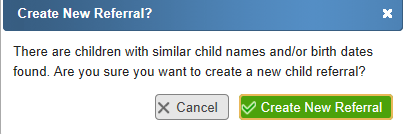 Create New Referral?
There are children with similar child names and/or birth dates
found. Are you sure you want to create a new child referral?
Cancel Create New Referral